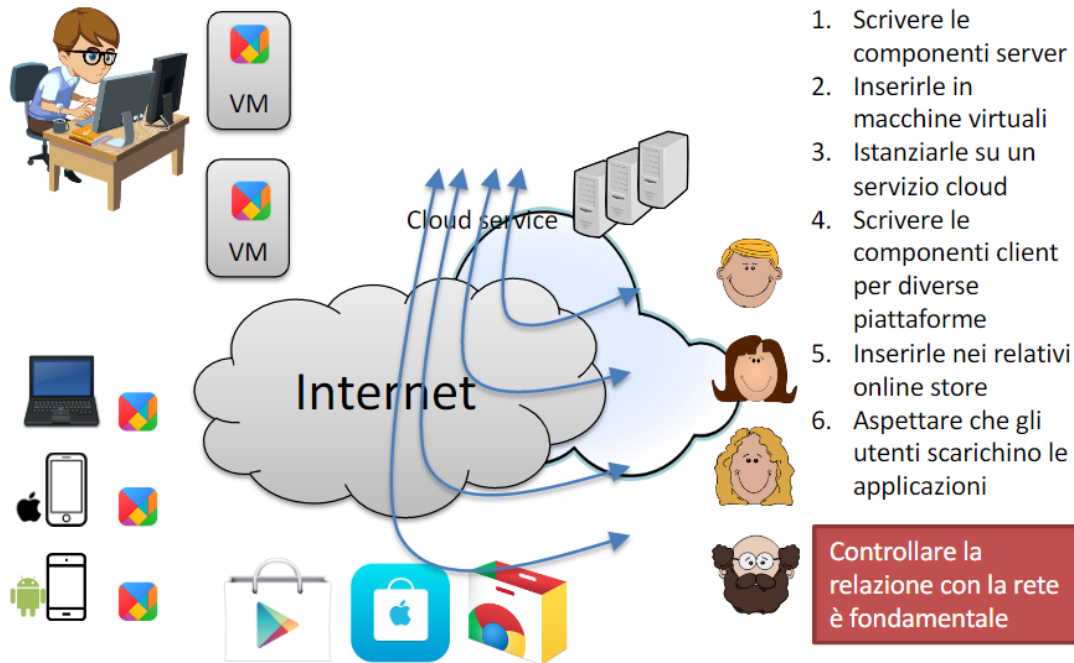 VM
VM
Cloud service
Internet
1. Scrivere le
componenti server
2. Inserirle in
macchine virtuali
3. Istanziarle su un
servizio cloud
4. Scrivere le
componenti client
per diverse
piattaforme
5. Inserirle nei relativi
online store
6. Aspettare che gli
utenti scarichino le
applicazioni
Controllare la
relazione con la rete
è fondamentale